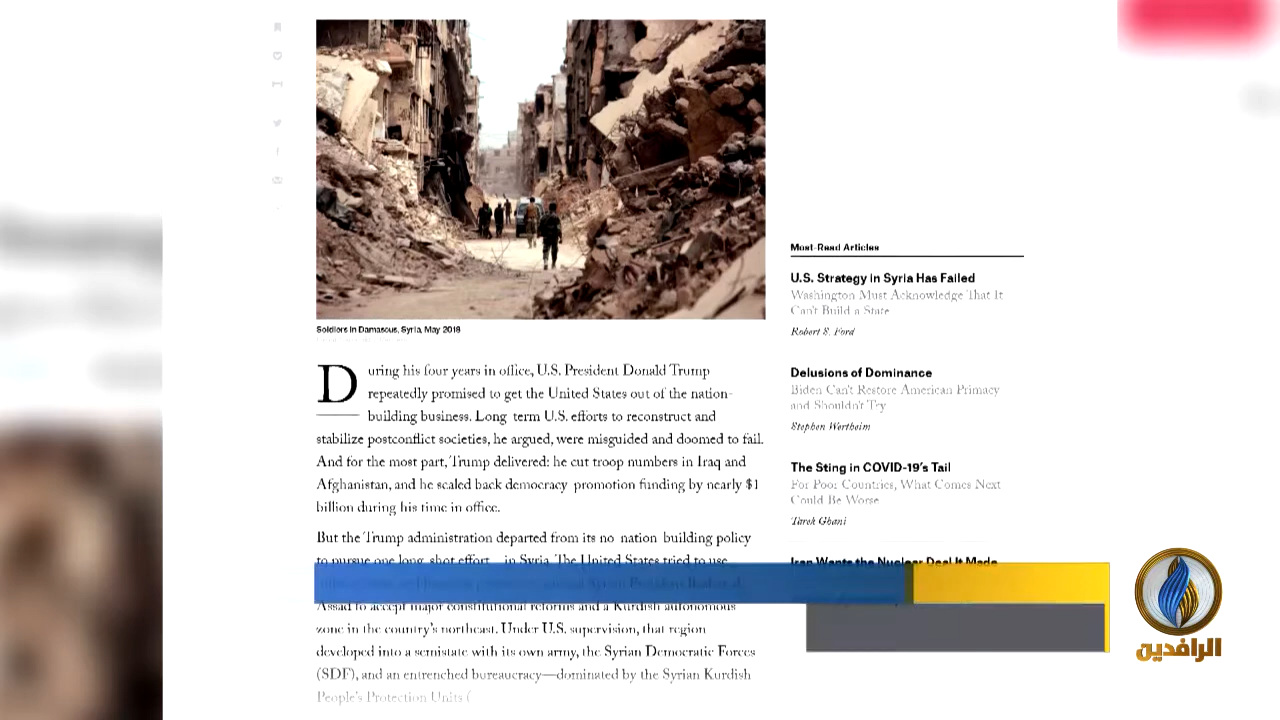 Soldiers in Damascus, Syria, May 2018
During his four years in office, U.S. President Donald Trump
repeatedly promised to get the United States out of the nation-
building business. Long term U.S. efforts to reconstruct and
stabilize postconflict societies, he argued, were misguided and doomed to fail.
And for the most part, Trump delivered: he cut troop numbers in Iraq and
Afghanistan, and he scaled back democracy promotion funding by nearly $1
billion during his time in office.
But the Trump administration departed from its no nation building policy
to pursue one long shot effort in Syria. The United States tried to use
Assad to accept major constitutional reforms and a Kurdish autonomous
zone in the country's northeast. Under U.S. supervision, that region
developed into a semistate with its own army, the Syrian Democratic Forces
(SDF), and an entrenched bureaucracy—dominated by the Syrian Kurdish
People's Protection Units (
Most-Read Articles
U.S. Strategy in Syria Has Failed
Washington Must Acknowledge That It
Can't Build a State
Robert S. Ford
Delusions of Dominance
Biden Can't Restore American Primacy
and Shouldn't Try
Stephen Wertheim
The Sting in COVID-19's Tail
For Poor Countries, What Comes Next
Could Be Worse
Tarek Ghani
Iran Wants the Nuclear Deal It Made
الرافدين